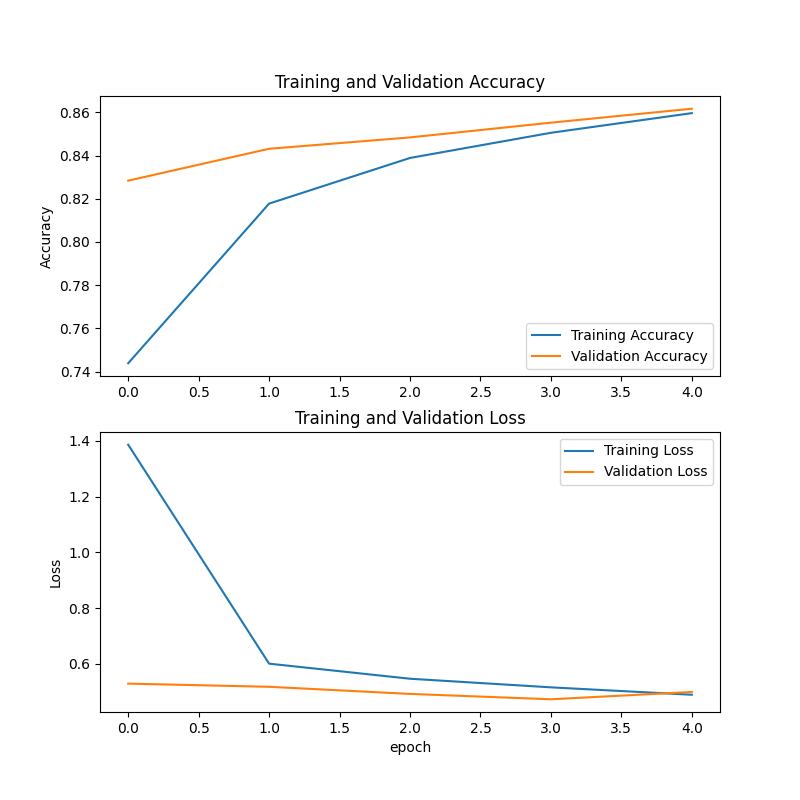 Training and Validation Accuracy
Accuracy
0.86
0.84
0.82
0.80
0.78
0.76
0.74
Training Accuracy
Validation Accuracy
0.0 0.5 1.0 1.5 2.0 2.5 3.0 3.5 4.0
Training and Validation Loss
Loss
1.4
1.2
1.0
0.8
0.6
Training Loss
Validation Loss
0.0 0.5 1.0 1.5 2.0 2.5 3.0 3.5 4.0
epoch